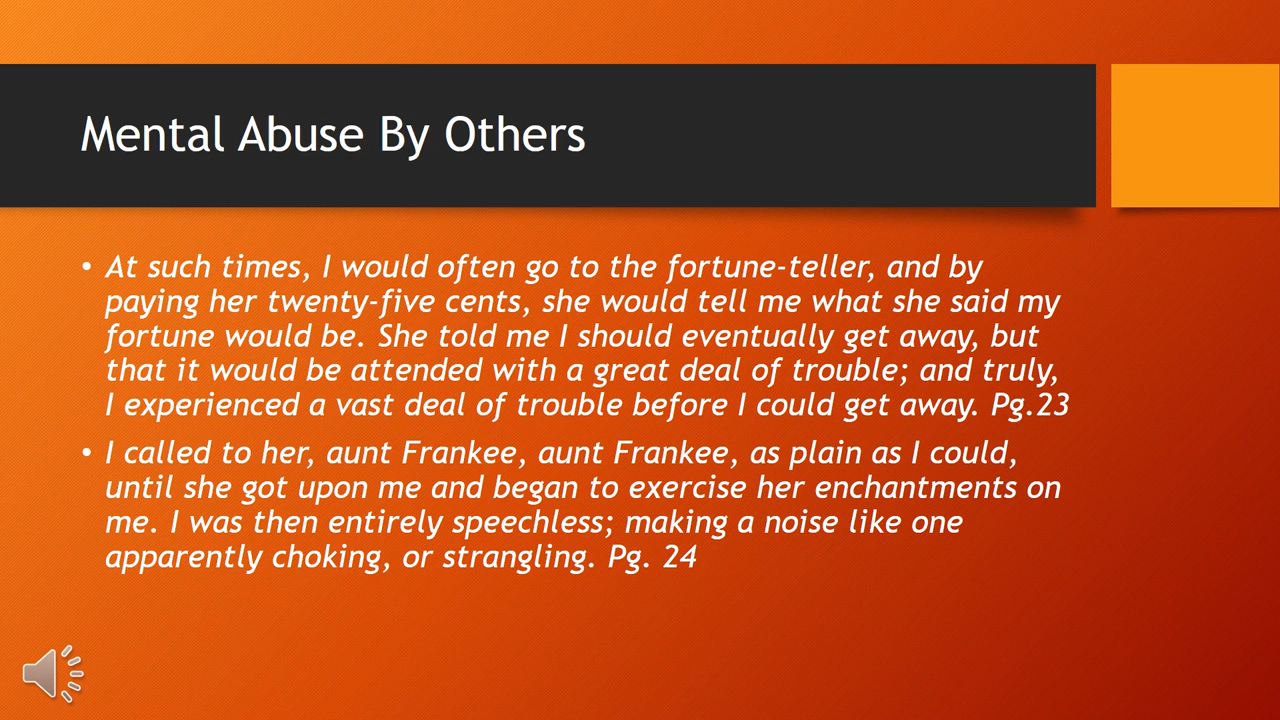 Mental Abuse By Others
• At such times, I would often go to the fortune-teller, and by
paying her twenty-five cents, she would tell me what she said my
fortune would be. She told me I should eventually get away, but
that it would be attended with a great deal of trouble; and truly,
I experienced a vast deal of trouble before I could get away. Pg.23
• I called to her, aunt Frankee, aunt Frankee, as plain as I could,
until she got upon me and began to exercise her enchantments on
me. I was then entirely speechless; making a noise like one
apparently choking, or strangling. Pg. 24